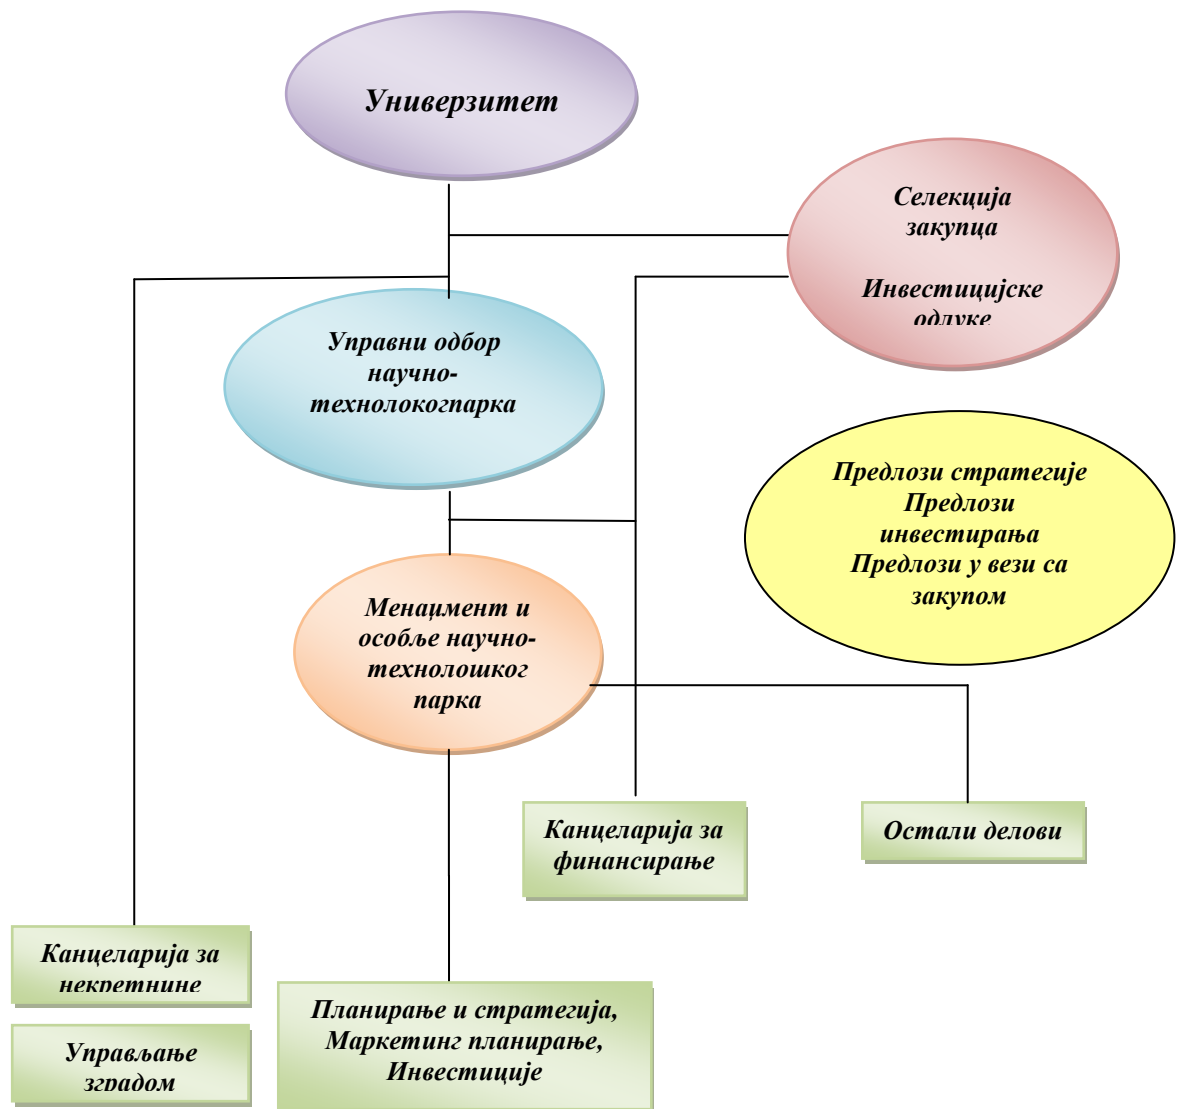 Универзитет
Селекција
закупца
Инвестицијске
одлуке
Управни одбор
научно-
технолокогпарка
Предлози стратегије
Предлози
инвестирања
Предлози у вези са
закупом
Менаџмент и
особље научно-
технолошког
парка
Канцеларија за
финансирање
Остали делови
Канцеларија за
некретнине
Управљање
зградом
Планирање и стратегија,
Маркетинг планирање,
Инвестиције